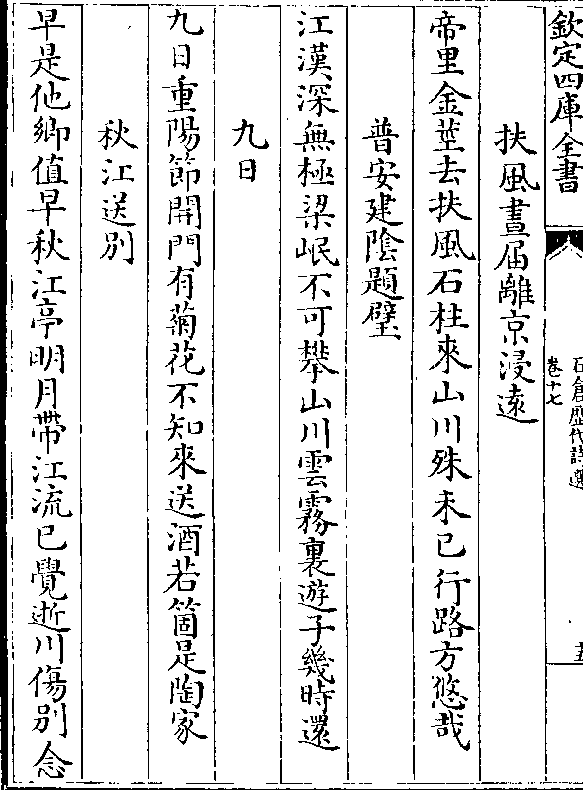 欽定四庫全書
石倉歷代詩選
卷十七
扶風晝屆離京浸遠
帝里金莖去扶風石柱來山川殊未已行路方悠哉
普安建陰題壁
江漢深無極梁岷不可攀山川雲霧裏遊子幾時還
九日
九日重陽節開門有菊花不知來送酒若箇是陶家
秋江送別
早是他鄉值早秋江亭明月帶江流已覺逝川傷別念